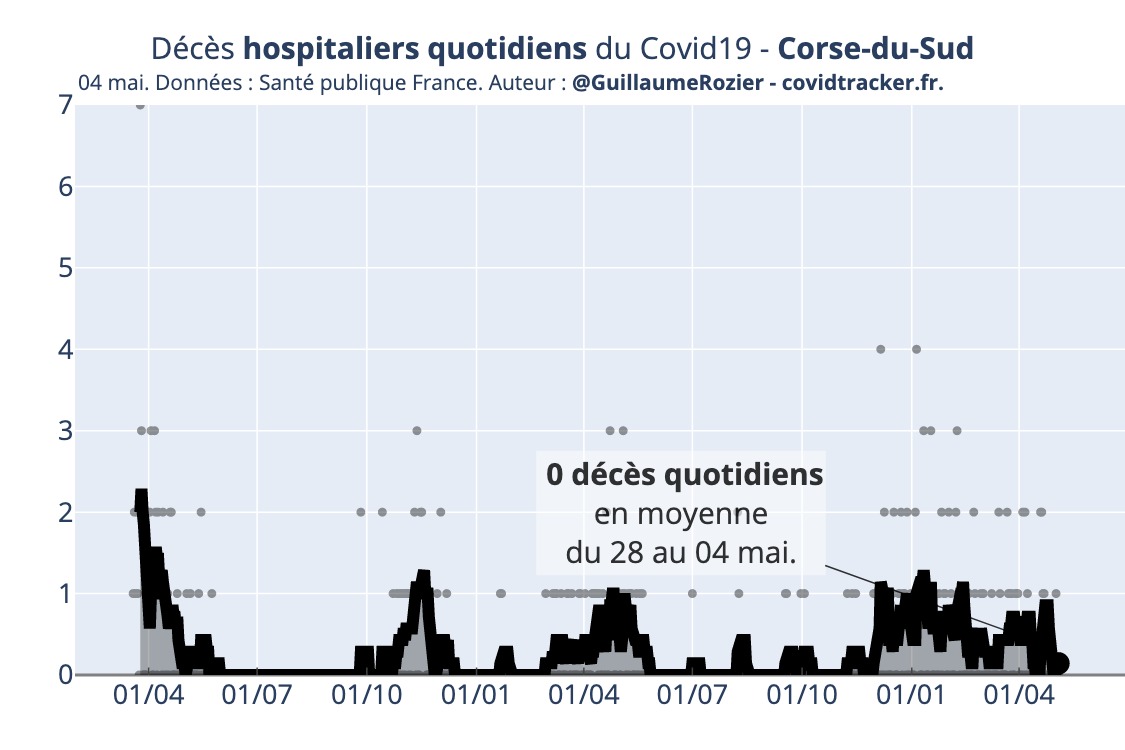 Décès hospitaliers quotidiens du Covid19 - Corse-du-Sud
04 mai. Données : Santé publique France. Auteur : @GuillaumeRozier - covidtracker.fr.
7
6
5
4
3
2
1
0
0 décès quotidiens
en moyenne
du 28 au 04 mai.
01/04 01/07 01/10 01/01 01/04 01/07 01/10 01/01 01/04